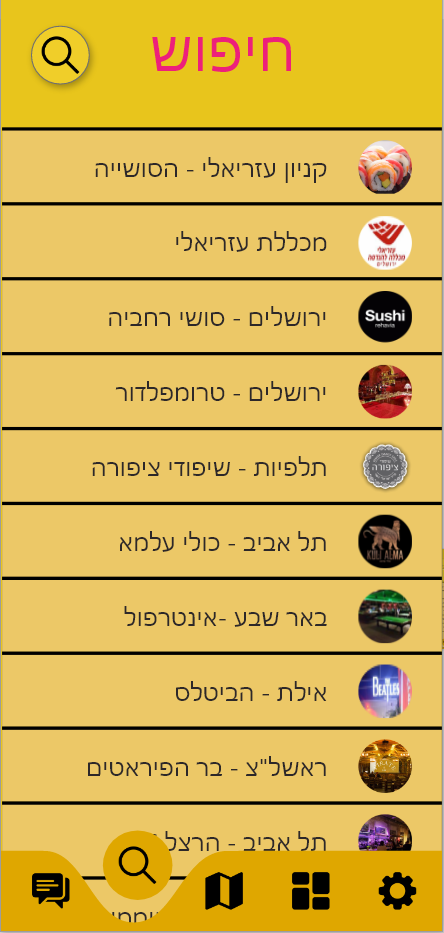 חיפוש
קניון עזריאלי - הסושייה
מכללת עזריאלי
עזריאלי
מכללה להנדסה
ירושלים
ירושלים - סושי רחביה
Sushi
rehavia
ירושלים - טרומפלדור
תלפיות - שיפודי ציפורה
ציפורה
תל אביב - כולי עלמא
KULI ALMA
באר שבע -אינטרפול
אילת - הביטלס
BEATLES
ראשל"צ - בר הפיראטים
תל אביב - הרצל